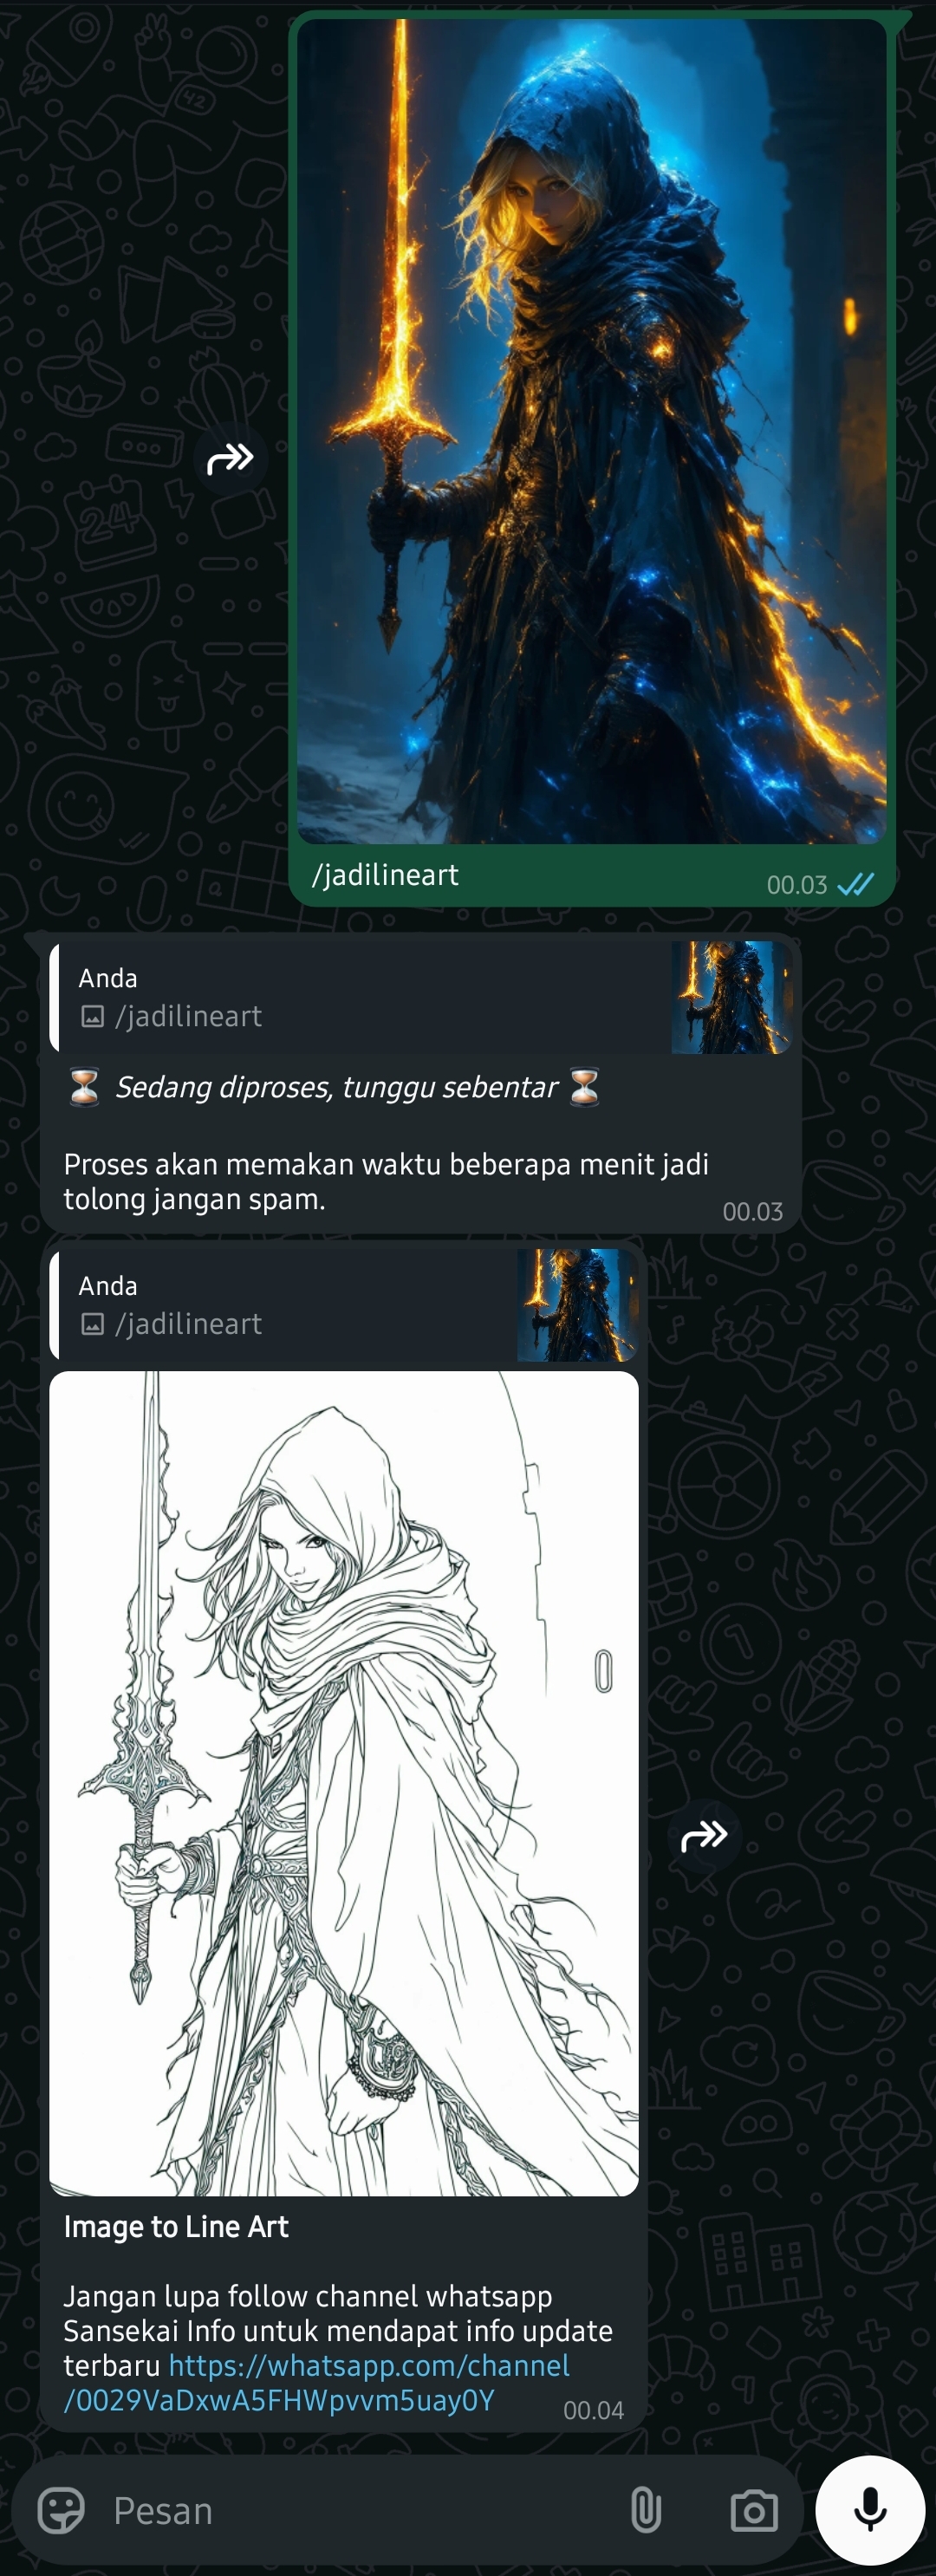 /jadilineart
00.03
Anda
/jadilineart
⏳ Sedang diproses, tunggu sebentar ⏳
Proses akan memakan waktu beberapa menit jadi
tolong jangan spam.
00.03
Anda
/jadilineart
Image to Line Art
Jangan lupa follow channel whatsapp
Sansekai Info untuk mendapat info update
terbaru https://whatsapp.com/channel
/0029VaDxwA5FHWpvvm5uay0Y
00.04
Pesan